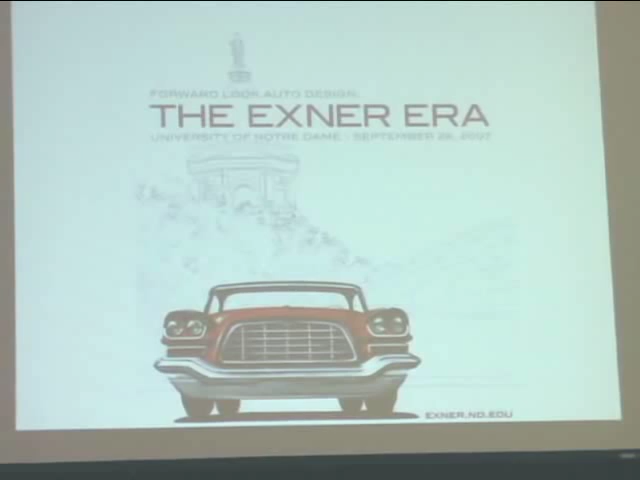 FORWARD LOOK AUTO DESIGN.
THE EXNER ERA
UNIVERSITY OF NOTRE DAME - SEPTEMBER 28, 2007
EXNER.ND.EDU